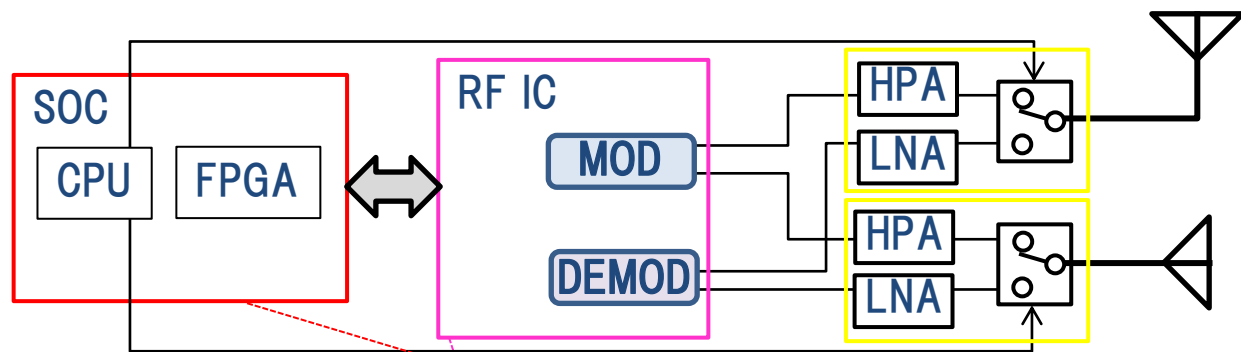 SOC
CPU
FPGA
RF IC
MOD
DEMOD
HPA
LNA
HPA
LNA